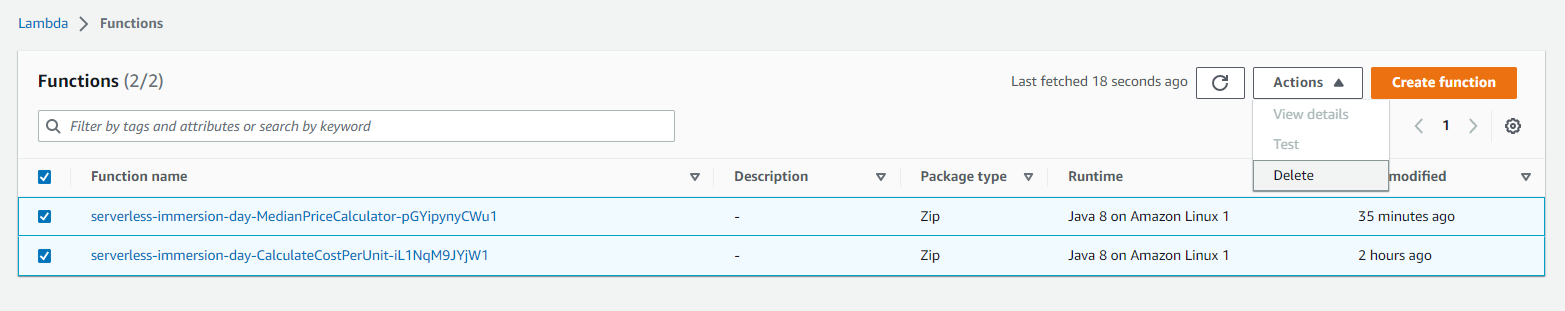 Lambda > Functions
Functions (2/2)
Last fetched 18 seconds ago
Actions
Create function
Filter by tags and attributes or search by keyword
View details
Test
Delete
1
Function name Description Package type Runtime modified
serverless-immersion-day-MedianPriceCalculator-pGYipynyCWu1 - Zip Java 8 on Amazon Linux 1 35 minutes ago
serverless-immersion-day-CalculateCostPerUnit-iL1NqM9JYjW1 - Zip Java 8 on Amazon Linux 1 2 hours ago